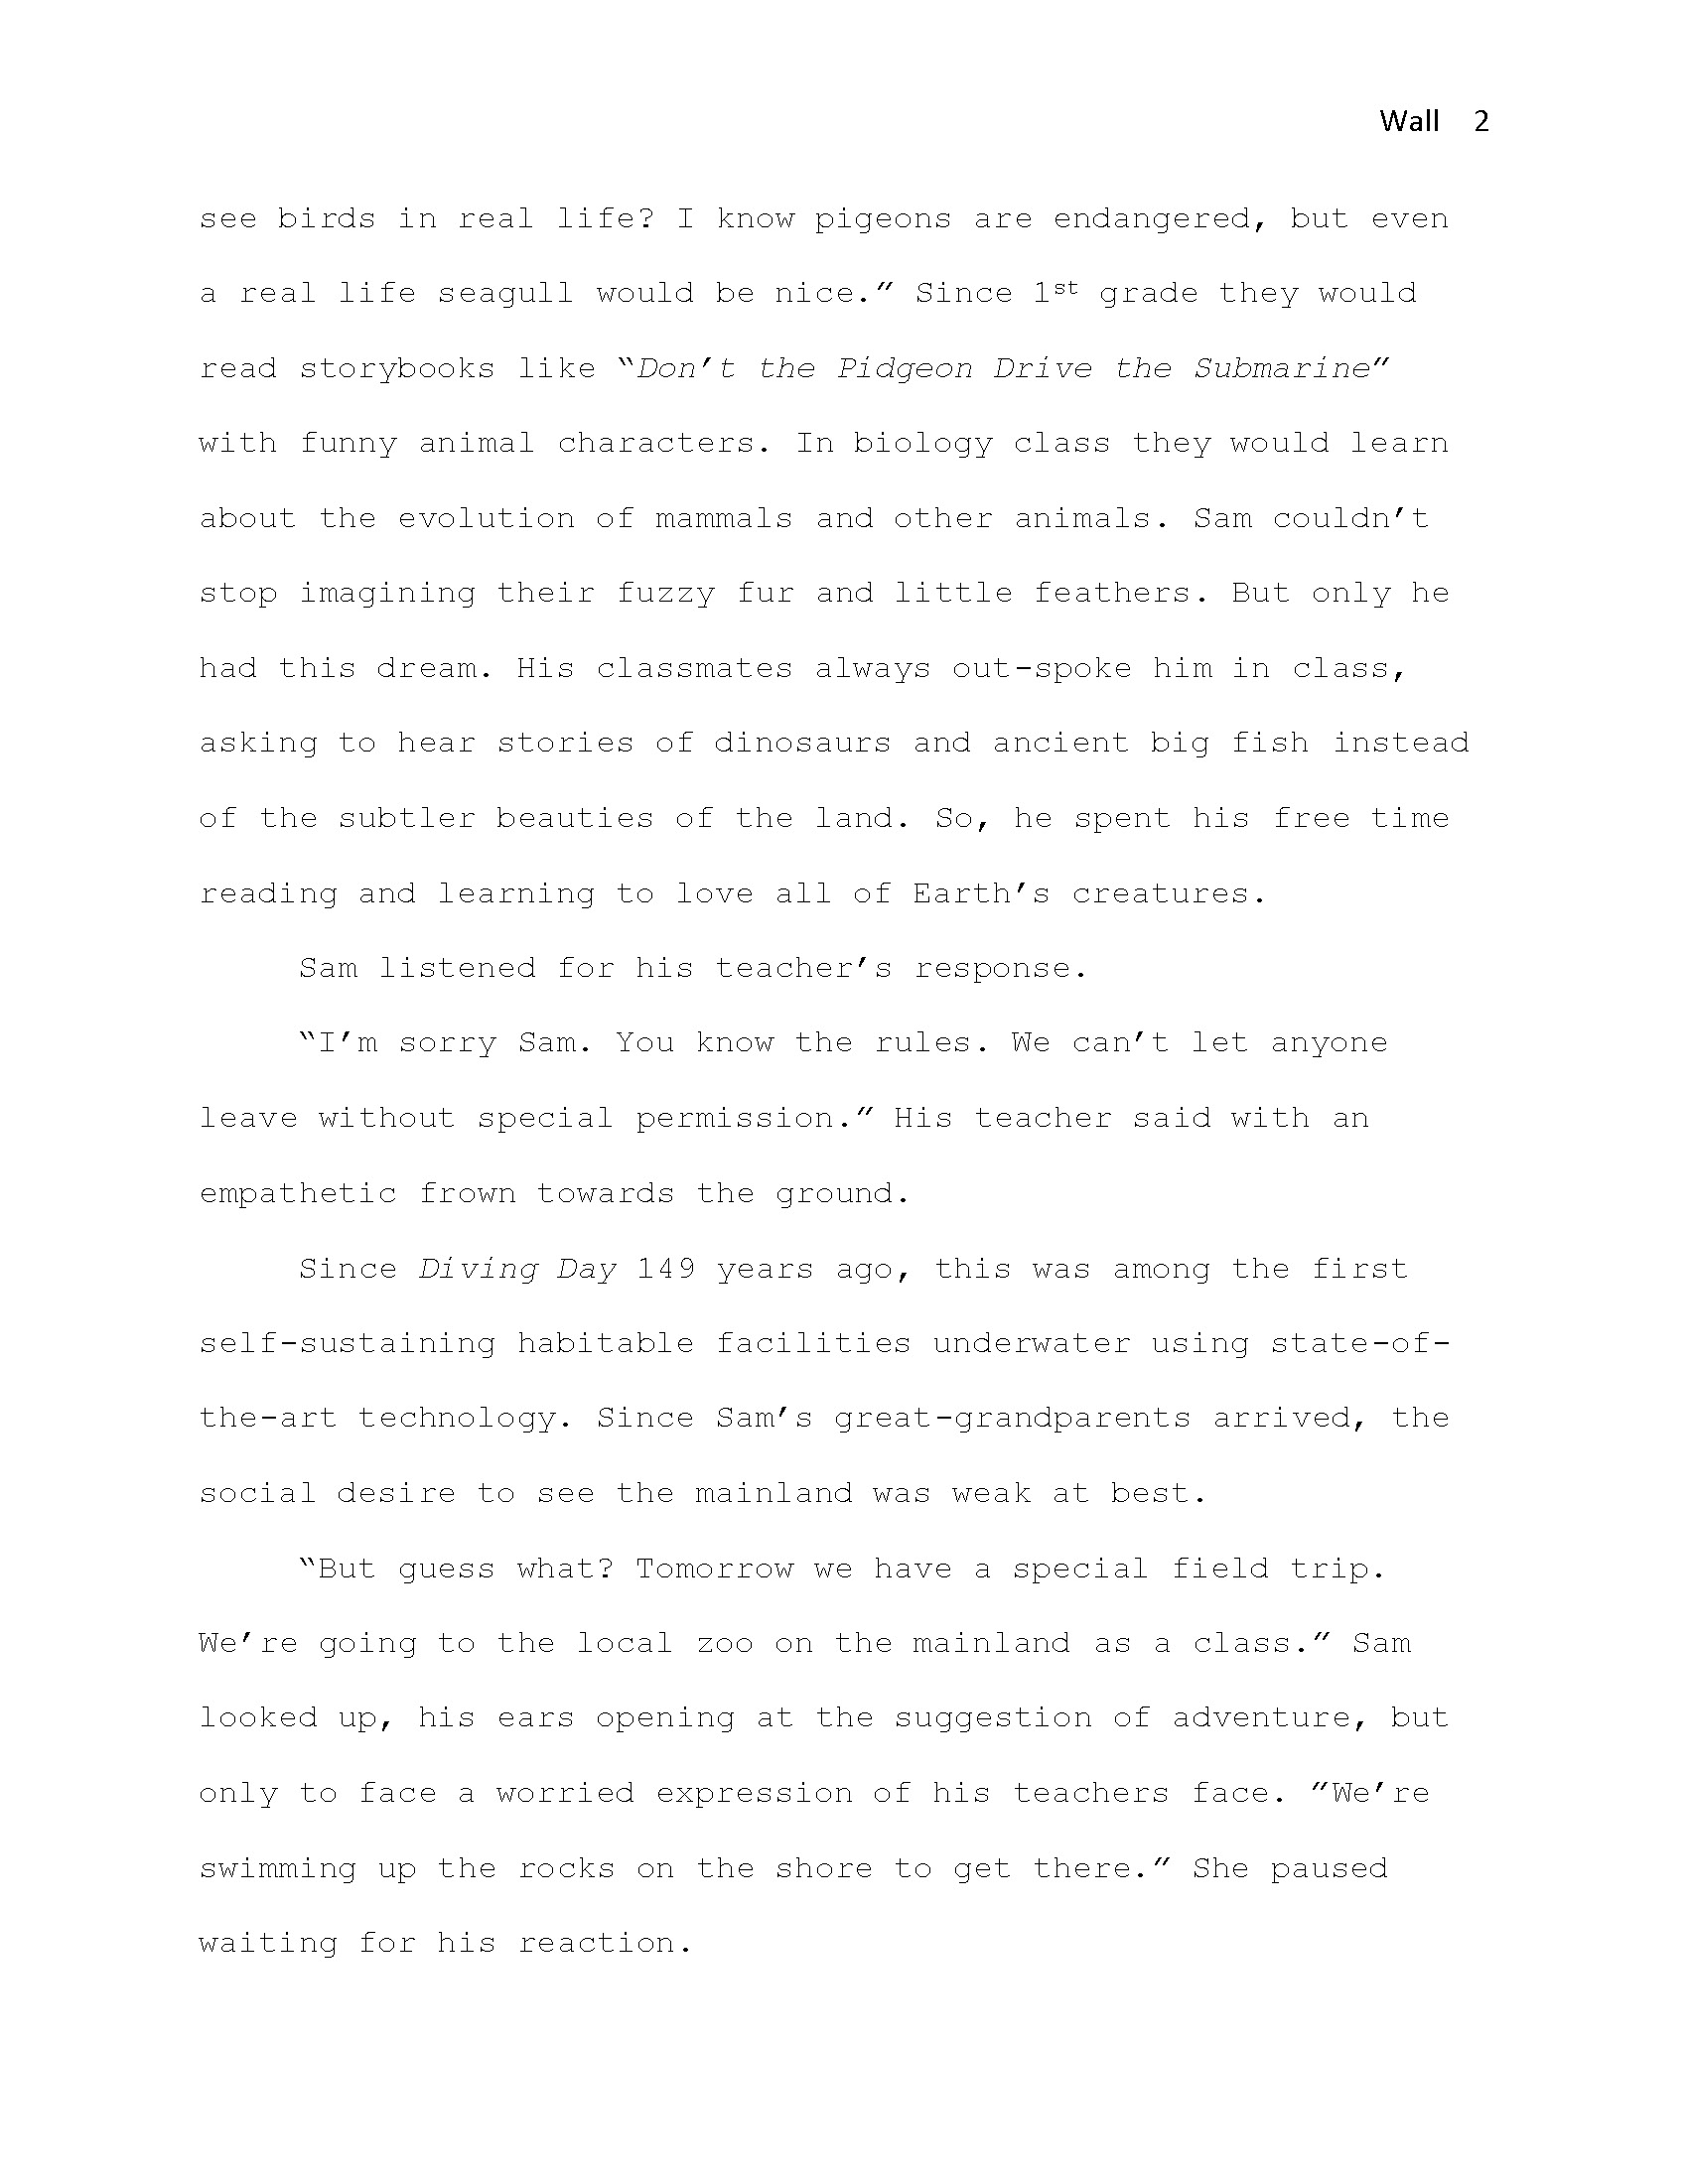 Wall 2
see birds in real life? I know pigeons are endangered, but even
a real life seagull would be nice.” Since 1st grade they would
read storybooks like “Don’t the Pidgeon Drive the Submarine”
with funny animal characters. In biology class they would learn
about the evolution of mammals and other animals. Sam couldn’t
stop imagining their fuzzy fur and little feathers. But only he
had this dream. His classmates always out-spoke him in class,
asking to hear stories of dinosaurs and ancient big fish instead
of the subtler beauties of the land. So, he spent his free time
reading and learning to love all of Earth’s creatures.
Sam listened for his teacher’s response.
“I’m sorry Sam. You know the rules. We can’t let anyone
leave without special permission.” His teacher said with an
empathetic frown towards the ground.
Since Diving Day 149 years ago, this was among the first
self-sustaining habitable facilities underwater using state-of-
the-art technology. Since Sam’s great-grandparents arrived, the
social desire to see the mainland was weak at best.
“But guess what? Tomorrow we have a special field trip.
We’re going to the local zoo on the mainland as a class.” Sam
looked up, his ears opening at the suggestion of adventure, but
only to face a worried expression of his teachers face. ”We’re
swimming up the rocks on the shore to get there.” She paused
waiting for his reaction.